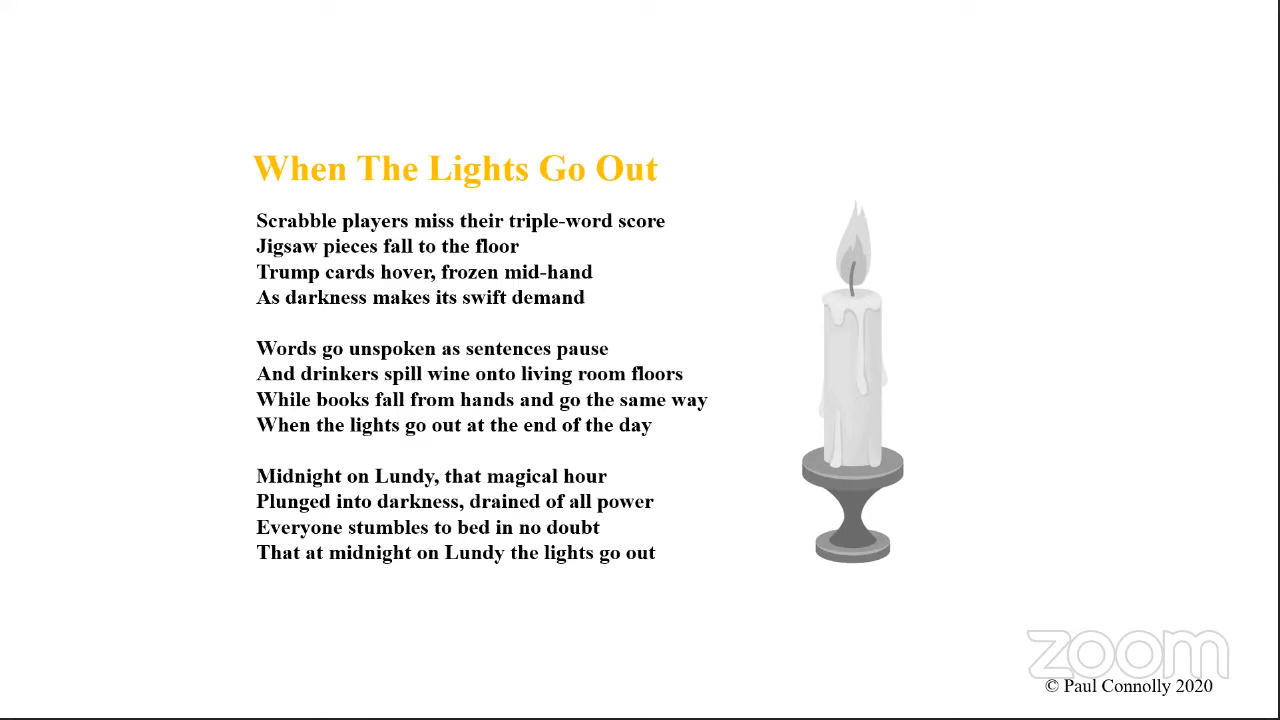 When The Lights Go Out
Scrabble players miss their triple-word score
Jigsaw pieces fall to the floor
Trump cards hover, frozen mid-hand
As darkness makes its swift demand
Words go unspoken as sentences pause
And drinkers spill wine onto living room floors
While books fall from hands and go the same way
When the lights go out at the end of the day
Midnight on Lundy, that magical hour
Plunged into darkness, drained of all power
Everyone stumbles to bed in no doubt
That at midnight on Lundy the lights go out
zoom
© Paul Connolly 2020